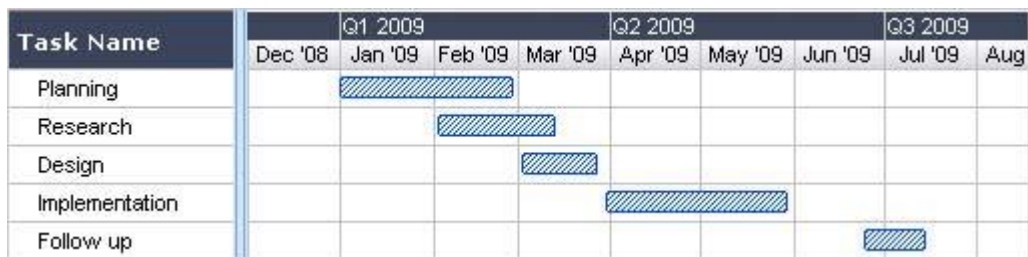 Task Name
Q1 2009 Q2 2009 Q3 2009
Dec '08 Jan '09 Feb '09 Mar '09 Apr '09 May '09 Jun '09 Jul '09 Aug
Planning
Research
Design
Implementation
Follow up